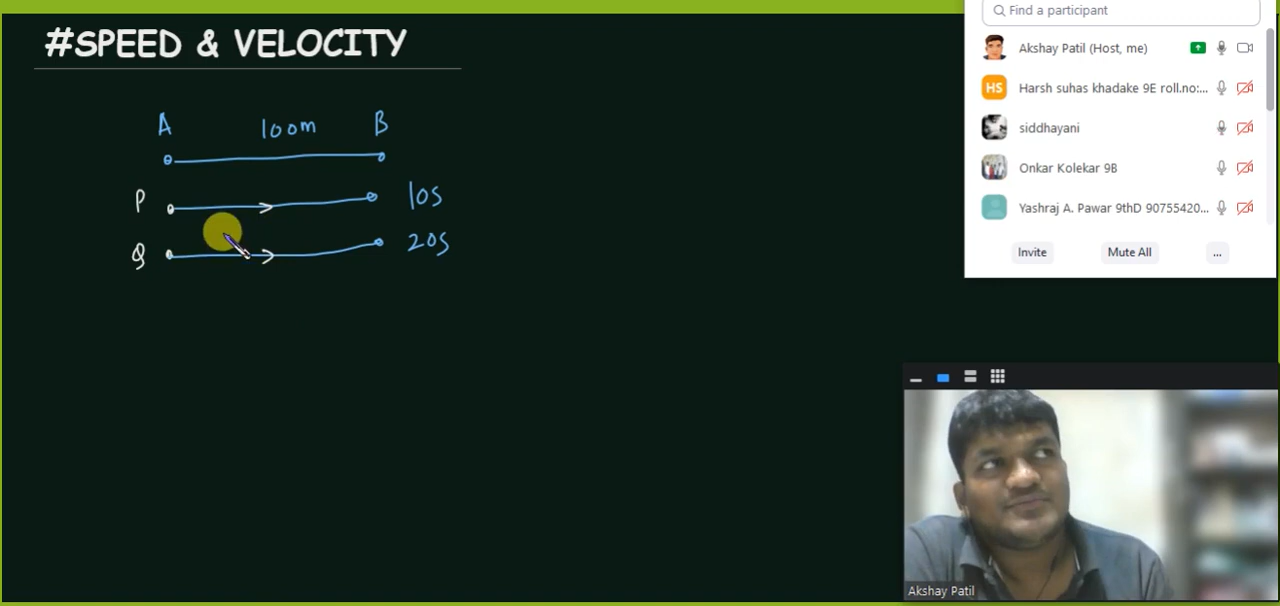 #SPEED & VELOCITY
A 100m B
P 10s
Q 20s
Find a participant
Akshay Patil (Host, me)
HS Harsh suhas khadake 9E roll.no:...
siddhayani
Onkar Kolekar 9B
Yashraj A. Pawar 9thD 90755420...
Invite Mute All ...
Akshay Patil